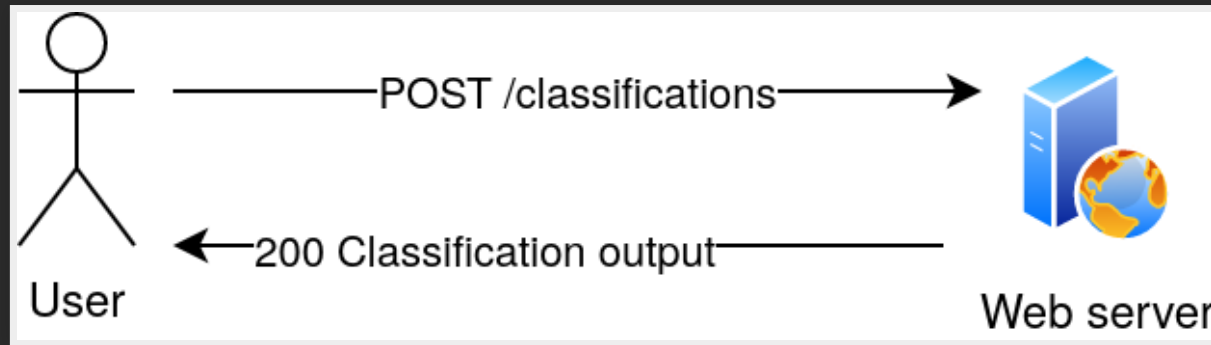 POST /classifications
200 Classification output
User
Web server